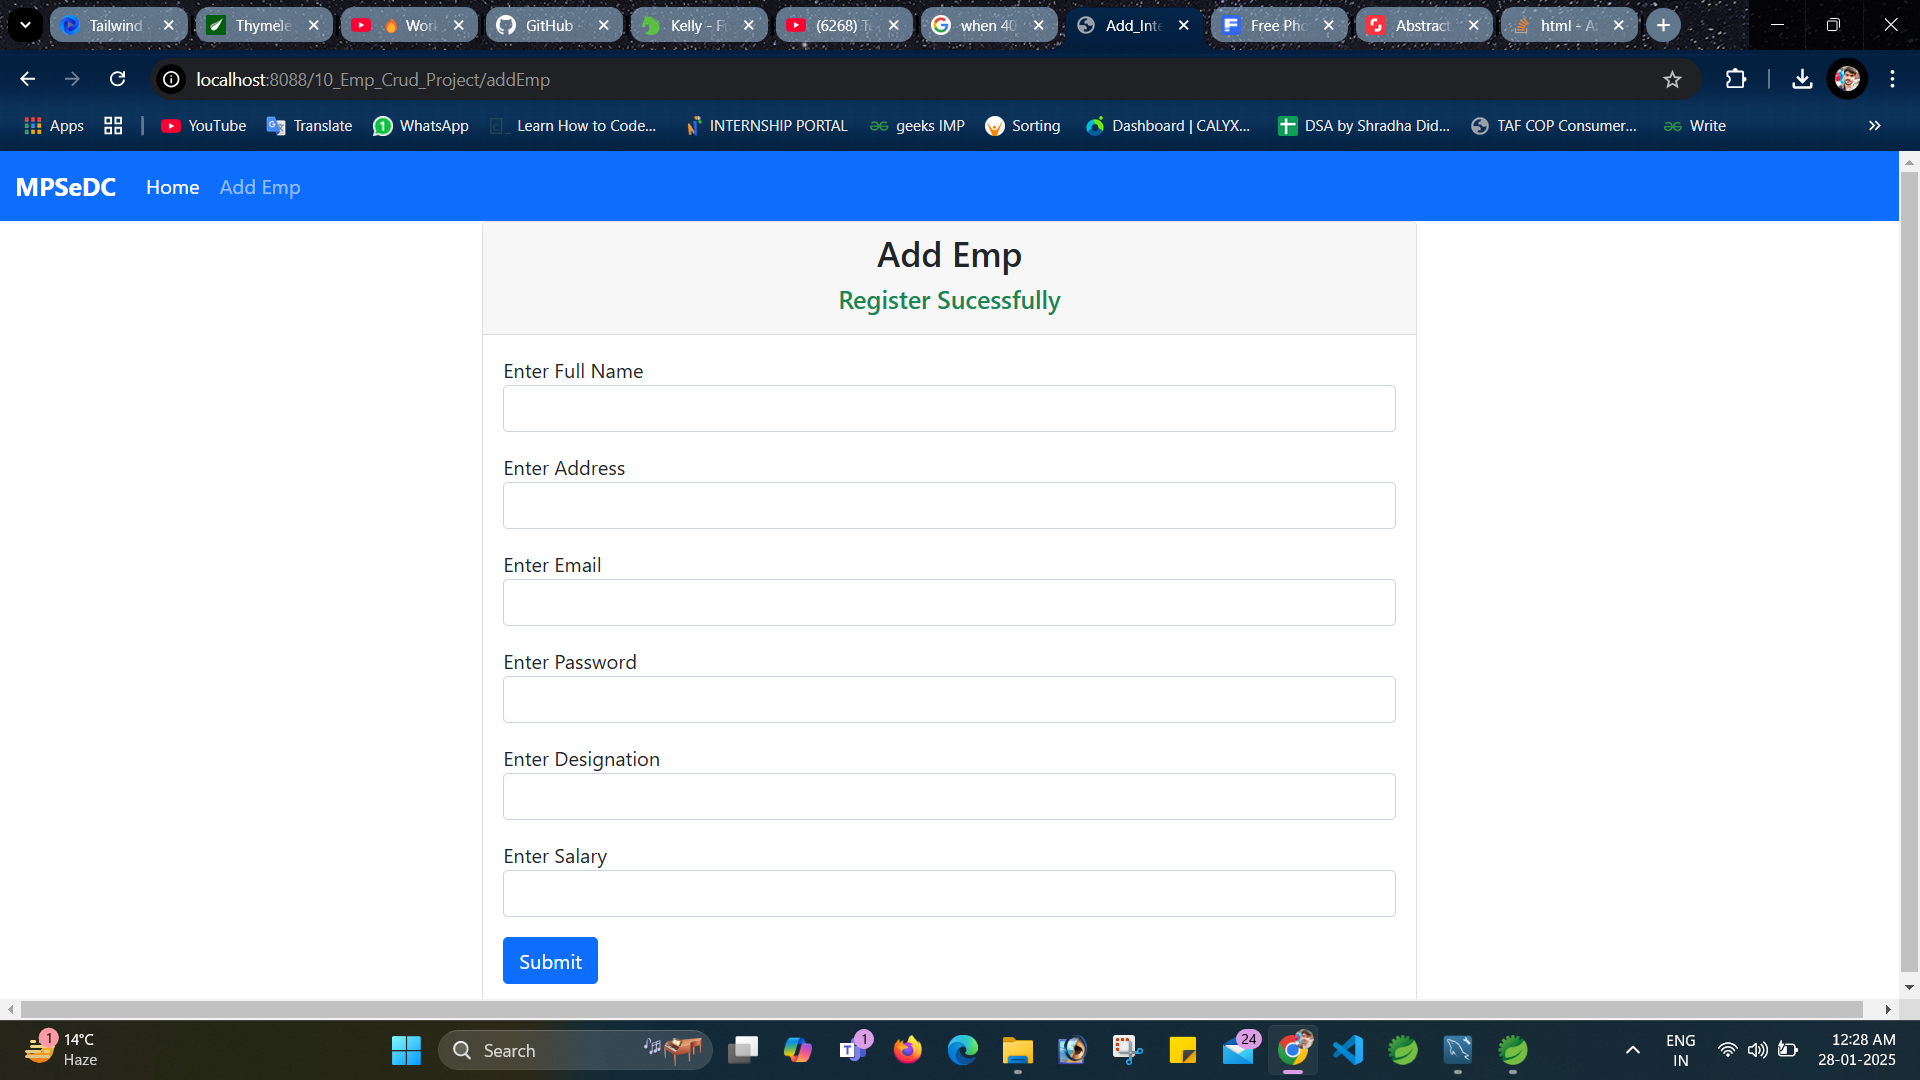 Tailwind
Thymele
Wor
GitHub
Kelly - F
(6268) T
when 40
Add_Inte
Free Pho
Abstract
html - A
localhost:8088/10_Emp_Crud_Project/addEmp
Apps
YouTube
Translate
WhatsApp
Learn How to Code...
INTERNSHIP PORTAL
geeks IMP
Sorting
Dashboard | CALYX...
DSA by Shradha Did...
TAF COP Consumer...
Write
MPSeDC
Home
Add Emp
Add Emp
Register Sucessfully
Enter Full Name
Enter Address
Enter Email
Enter Password
Enter Designation
Enter Salary
Submit
1
14°C
Haze
Search
1
24
ENG
IN
12:28 AM
28-01-2025